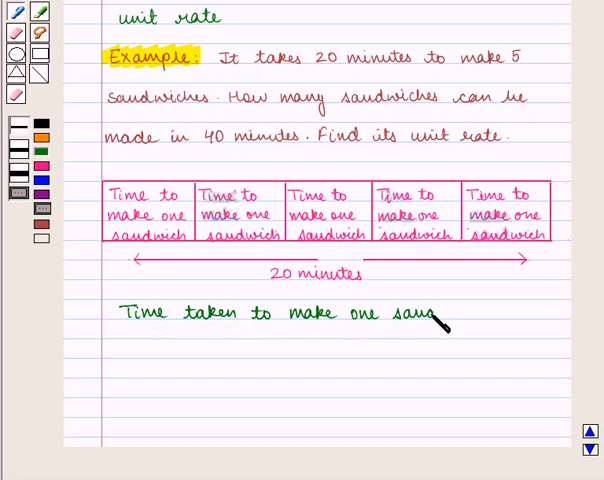 unit rate
Example: It takes 20 minutes to make 5
sandwiches. How many sandwiches can be
made in 40 minutes. Find its unit rate.
Time to Time to Time to Time to Time to
make one make one make one make one make one
sandwich sandwich sandwich sandwich sandwich
20 minutes
Time taken to make one sand